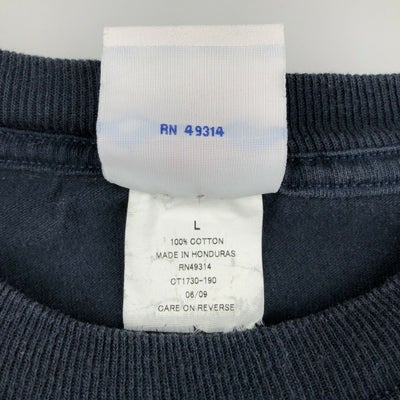 RN 49314
L
100% COTTON
MADE IN HONDURAS
RN49314
OT1730-190
06/09
CARE ON REVERSE